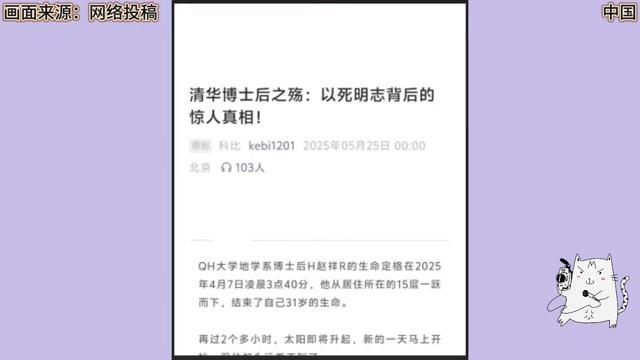 画面来源：网络投稿
中国
清华博士后之殇：以死明志背后的
惊人真相！
原创 科比 kebi1201 2025年05月25日 00:00
北京 103人
QH大学地学系博士后H赵祥R的生命定格在2025
年4月7日凌晨3点40分，他从居住所在的15层一跃
而下，结束了自己31岁的生命。
再过2个多小时，太阳即将升起，新的一天马上开